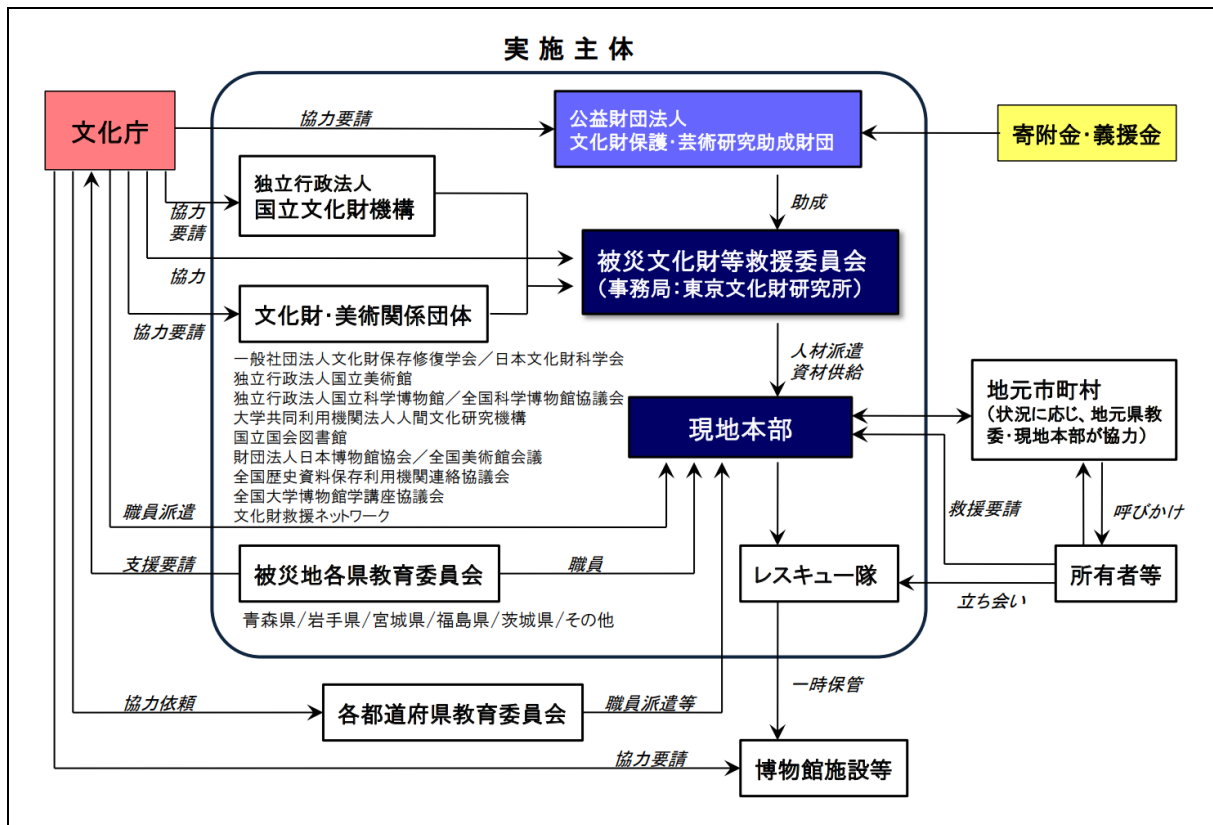 実施主体
文化庁
協力要請
公益財団法人
文化財保護・芸術研究助成財団
寄附金・義援金
独立行政法人
国立文化財機構
協力
要請
助成
被災文化財等救援委員会
（事務局：東京文化財研究所）
協力
文化財・美術関係団体
協力要請
一般社団法人文化財保存修復学会／日本文化財科学会
独立行政法人国立美術館
独立行政法人国立科学博物館／全国科学博物館協議会
大学共同利用機関法人人間文化研究機構
国立国会図書館
財団法人日本博物館協会／全国美術館会議
全国歴史資料保存利用機関連絡協議会
全国大学博物館学講座協議会
文化財救援ネットワーク
人材派遣
資材供給
現地本部
地元市町村
（状況に応じ、地元県教
委・現地本部が協力）
職員派遣
救援要請
呼びかけ
支援要請
被災地各県教育委員会
職員
レスキュー隊
所有者等
立ち会い
青森県/岩手県/宮城県/福島県/茨城県/その他
一時保管
協力依頼
各都道府県教育委員会
職員派遣等
協力要請
博物館施設等